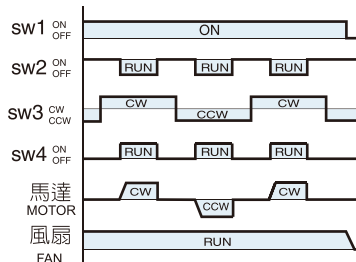 sw1 ON OFF ON
sw2 ON OFF RUN RUN RUN
sw3 CW CCW CW CCW CW
sw4 ON OFF RUN RUN RUN
馬達 MOTOR CW CCW CW
風扇 FAN RUN